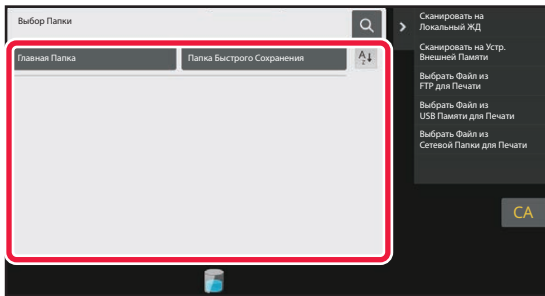 Выбор Папки
Главная Папка
Папка Быстрого Сохранения
A
Z
Сканировать на
Локальный ЖД
Сканировать на Устр.
Внешней Памяти
Выбрать Файл из
FTP для Печати
Выбрать Файл из
USB Памяти для Печати
Выбрать Файл из
Сетевой Папки для Печати
CA